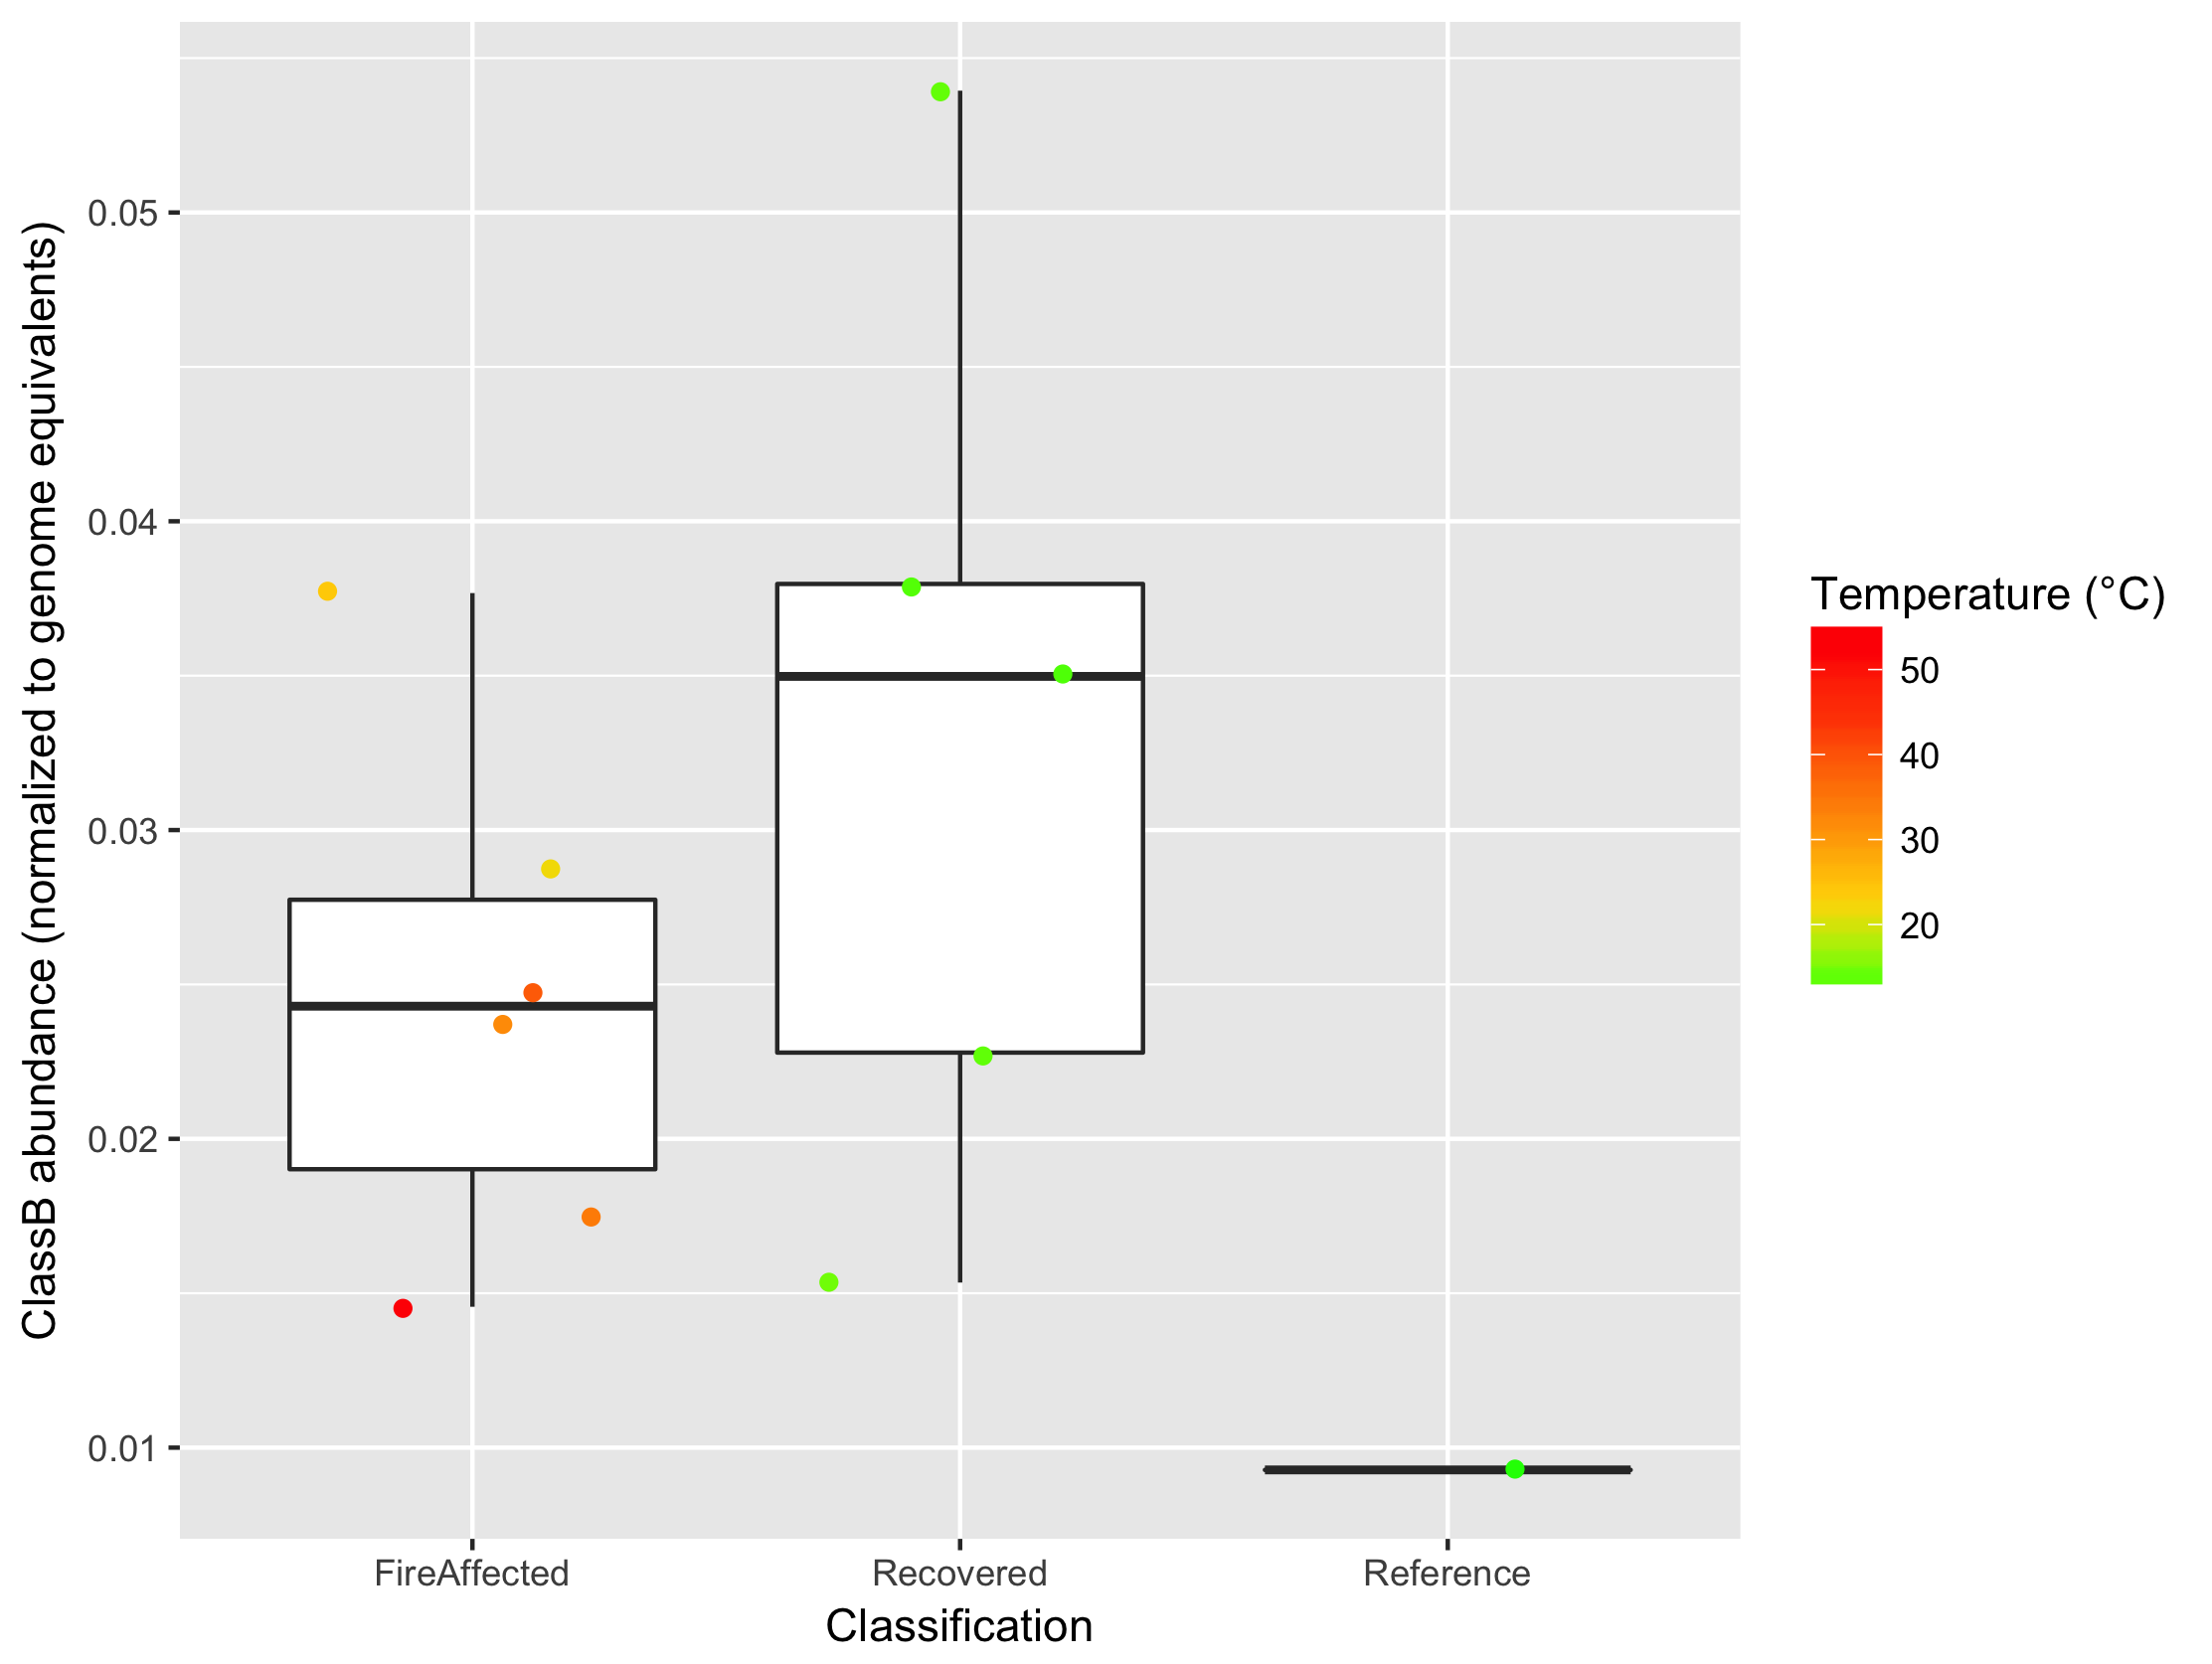 ClassB abundance (normalized to genome equivalents)
0.05
0.04
0.03
0.02
0.01
FireAffected
Recovered
Reference
Classification
Temperature (°C)
50
40
30
20